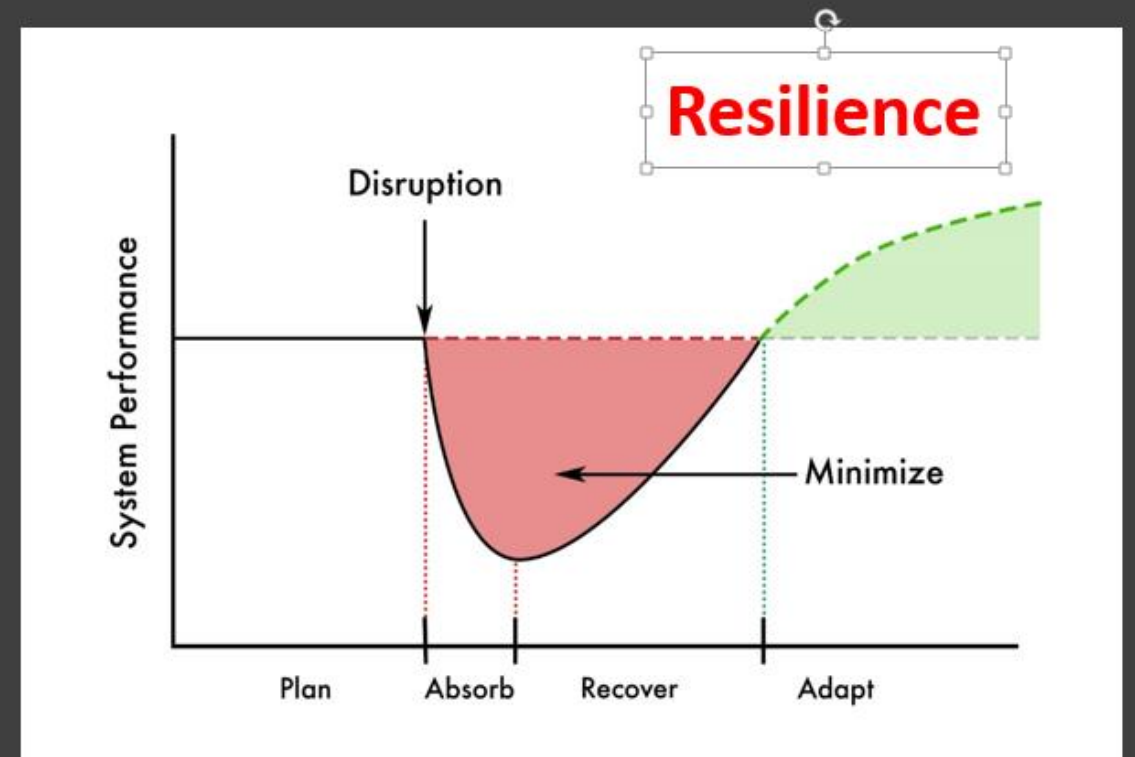 Resilience
Disruption
System Performance
Minimize
Plan Absorb Recover Adapt